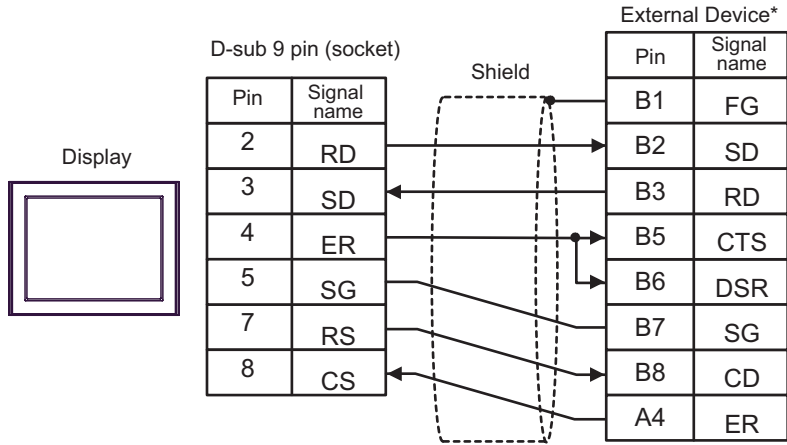 External Device*
D-sub 9 pin (socket)
Shield
Display
Pin Signal name
2 RD
3 SD
4 ER
5 SG
7 RS
8 CS
Pin Signal name
B1 FG
B2 SD
B3 RD
B5 CTS
B6 DSR
B7 SG
B8 CD
A4 ER